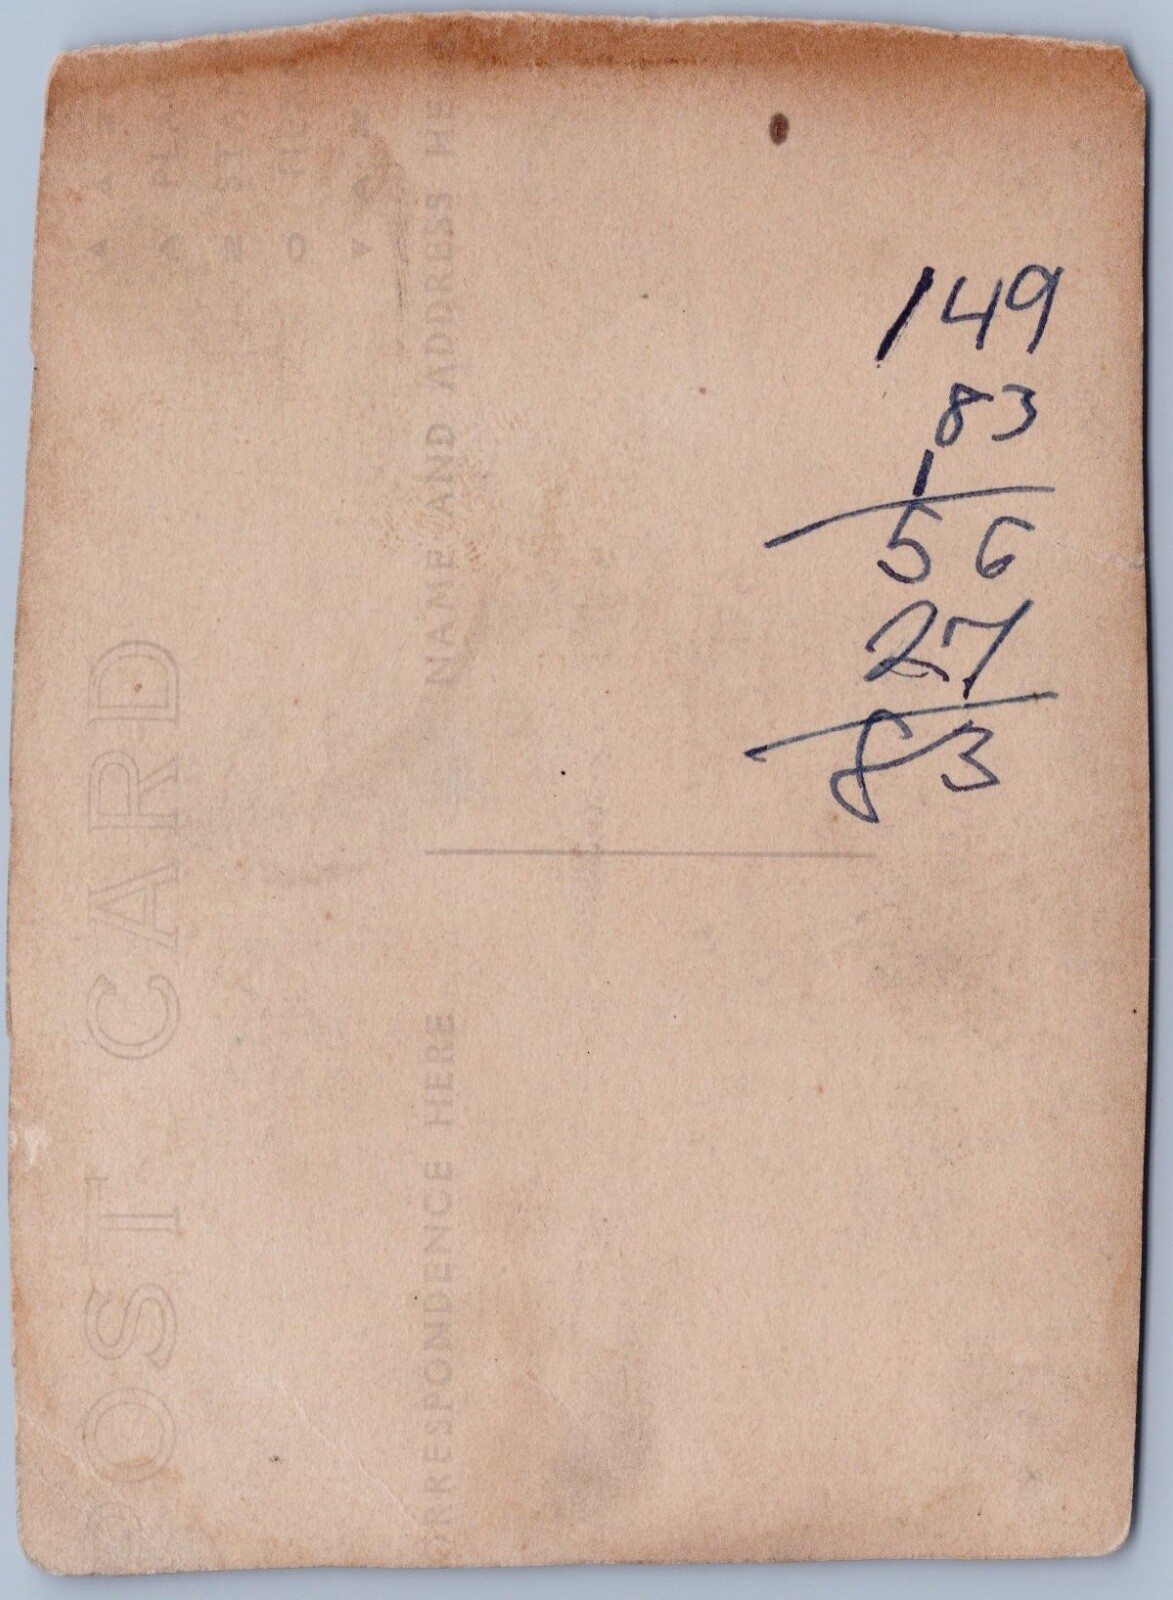 149
83
1
56
27
83
POST CARD
CORRESPONDENCE HERE
NAME AND ADDRESS HERE